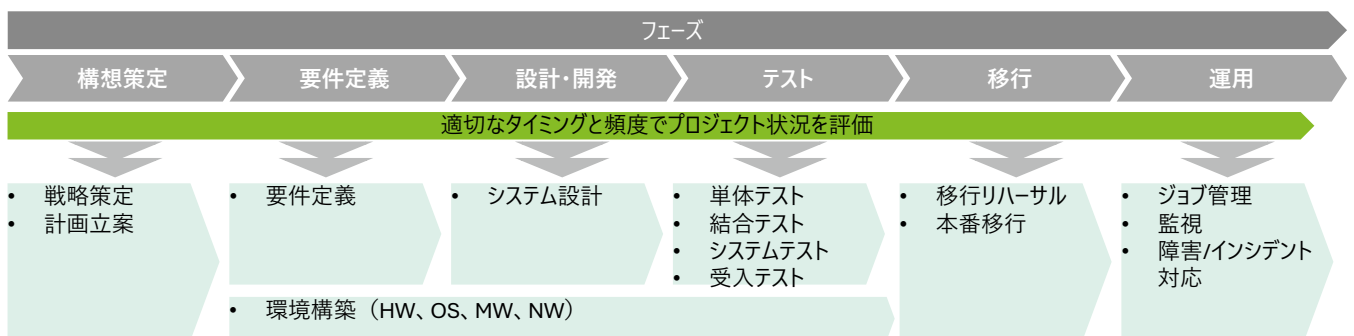 フェーズ
構想策定
要件定義
設計・開発
テスト
移行
運用
適切なタイミングと頻度でプロジェクト状況を評価
• 戦略策定
• 計画立案
• 要件定義
• システム設計
• 単体テスト
• 結合テスト
• システムテスト
• 受入テスト
• 移行リハーサル
• 本番移行
• ジョブ管理
• 監視
• 障害/インシデント
対応
• 環境構築（HW、OS、MW、NW）